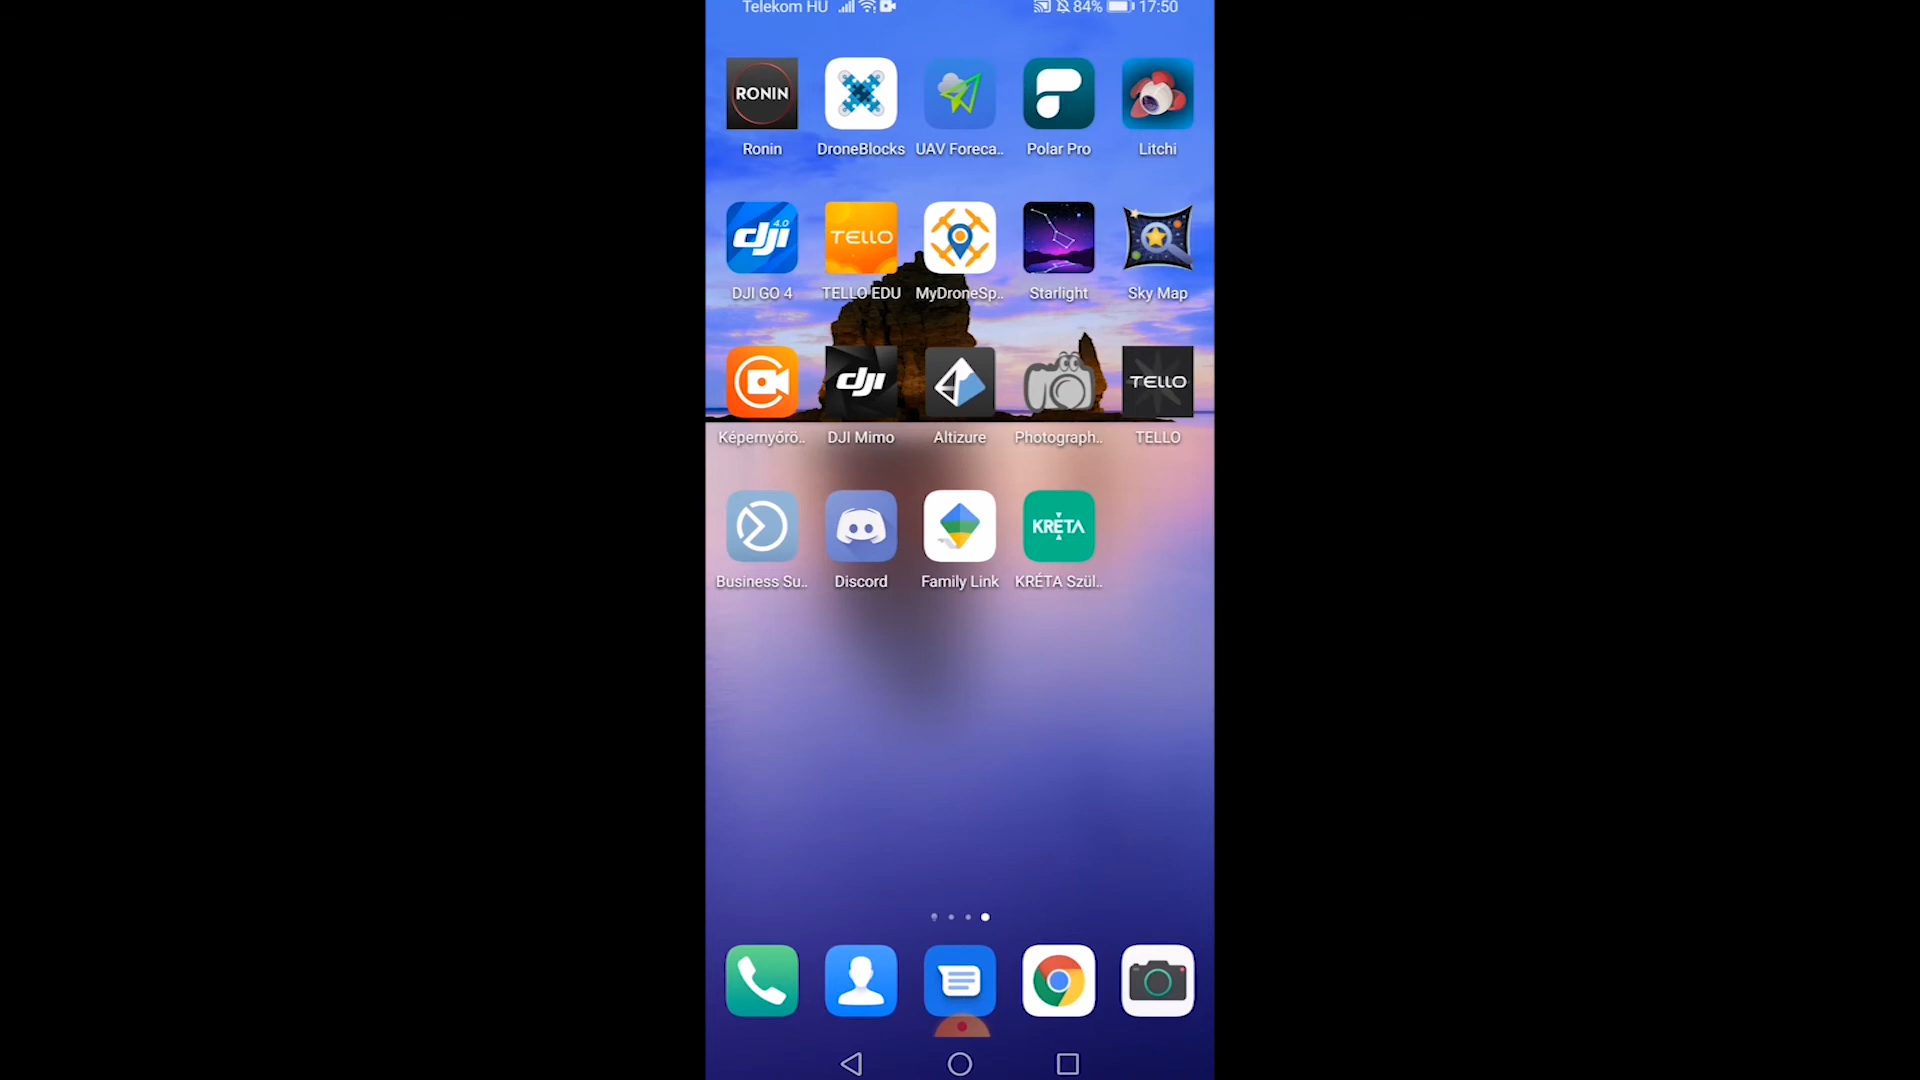 Telekom HU 84% 17:50
RONIN
Ronin DroneBlocks UAV Foreca.. Polar Pro Litchi
dji 4.0 TELLO
DJI GO 4 TELLO EDU MyDroneSp.. Starlight Sky Map
dji TELLO
Képernyőrö.. DJI Mimo Altizure Photograph.. TELLO
KRÉTA
Business Su.. Discord Family Link KRÉTA Szül..